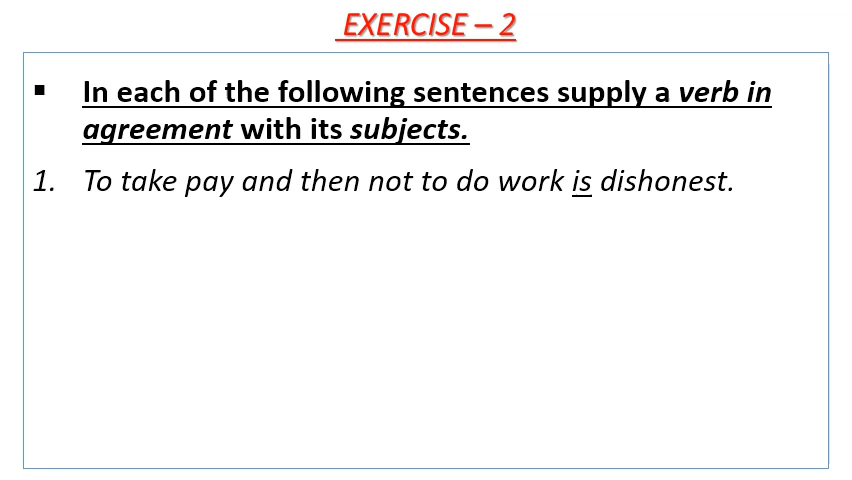 EXERCISE – 2
▪ In each of the following sentences supply a verb in
agreement with its subjects.
1. To take pay and then not to do work is dishonest.